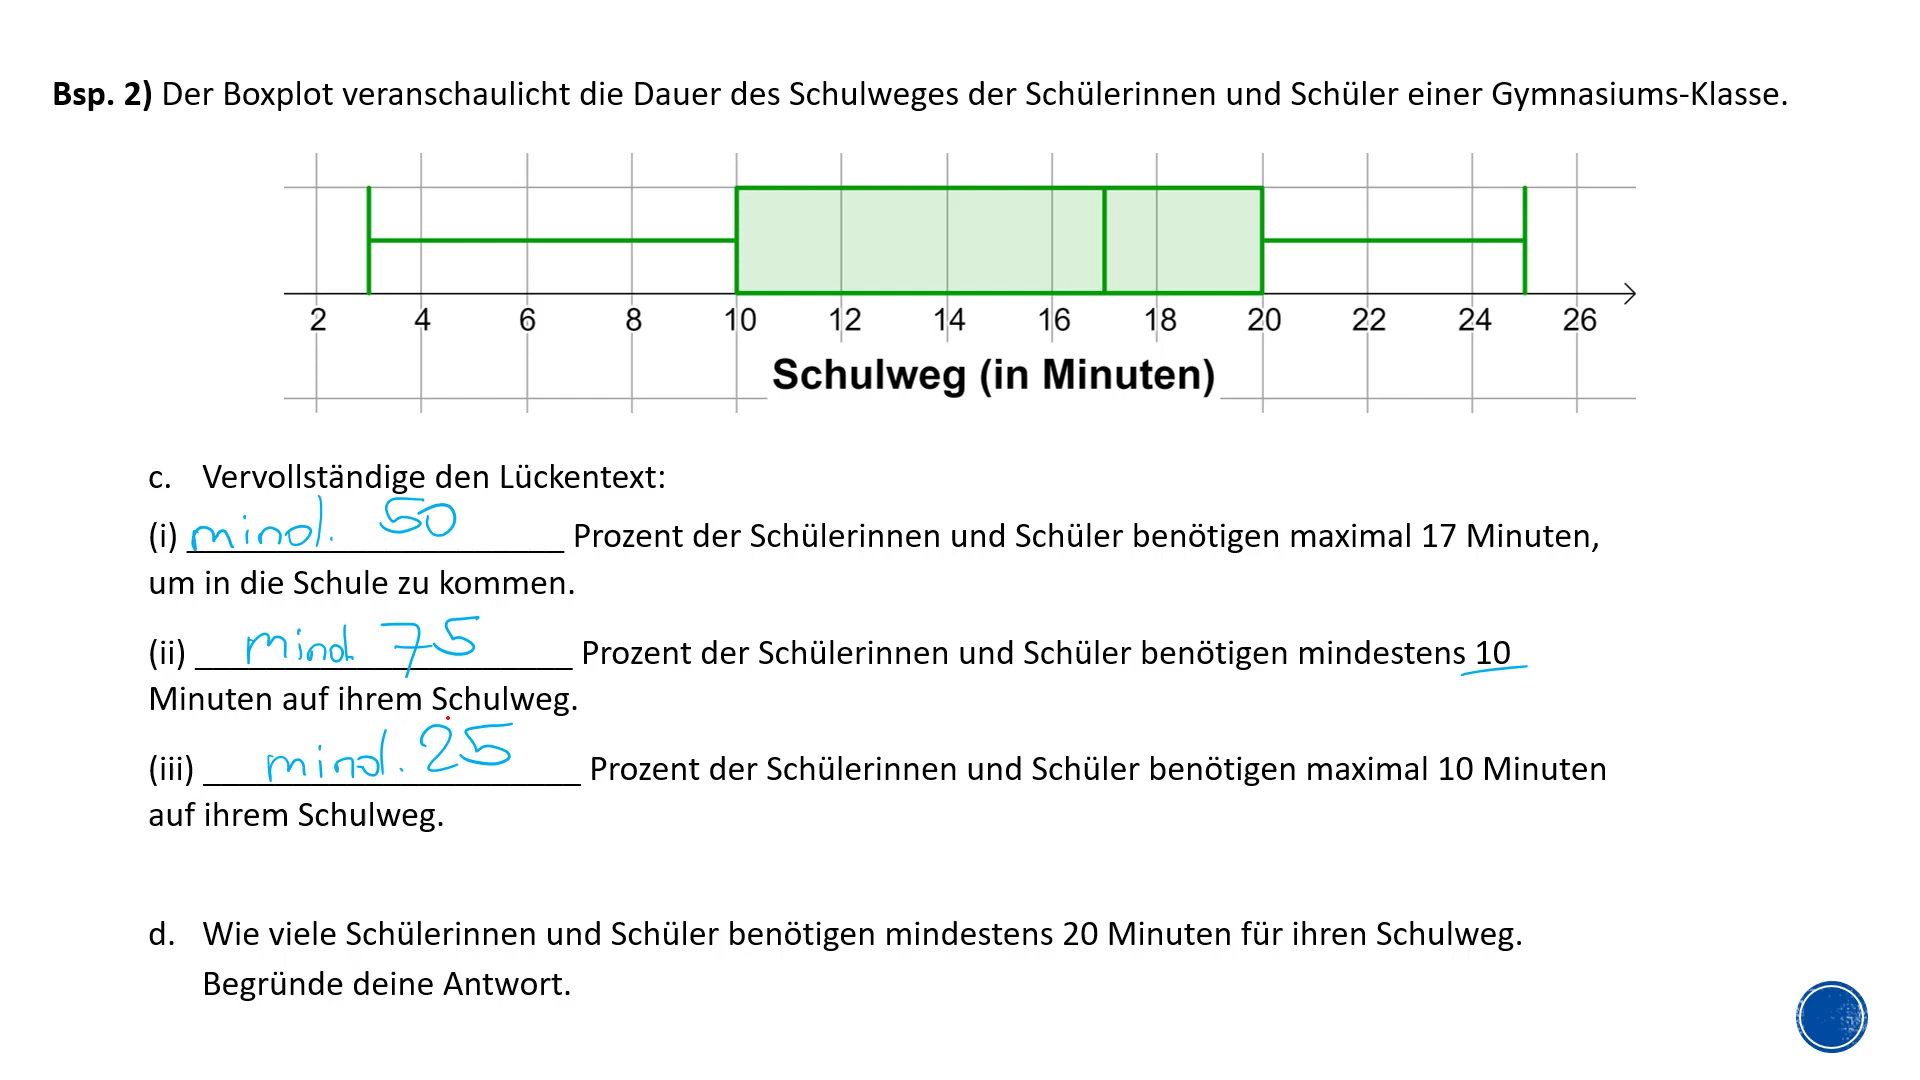 Bsp. 2) Der Boxplot veranschaulicht die Dauer des Schulweges der Schülerinnen und Schüler einer Gymnasiums-Klasse.
2 4 6 8 10 12 14 16 18 20 22 24 26
Schulweg (in Minuten)
c. Vervollständige den Lückentext:
(i) mind. 50 Prozent der Schülerinnen und Schüler benötigen maximal 17 Minuten,
um in die Schule zu kommen.
(ii) mind 75 Prozent der Schülerinnen und Schüler benötigen mindestens 10
Minuten auf ihrem Schulweg.
(iii) mind. 25 Prozent der Schülerinnen und Schüler benötigen maximal 10 Minuten
auf ihrem Schulweg.
d. Wie viele Schülerinnen und Schüler benötigen mindestens 20 Minuten für ihren Schulweg.
Begründe deine Antwort.